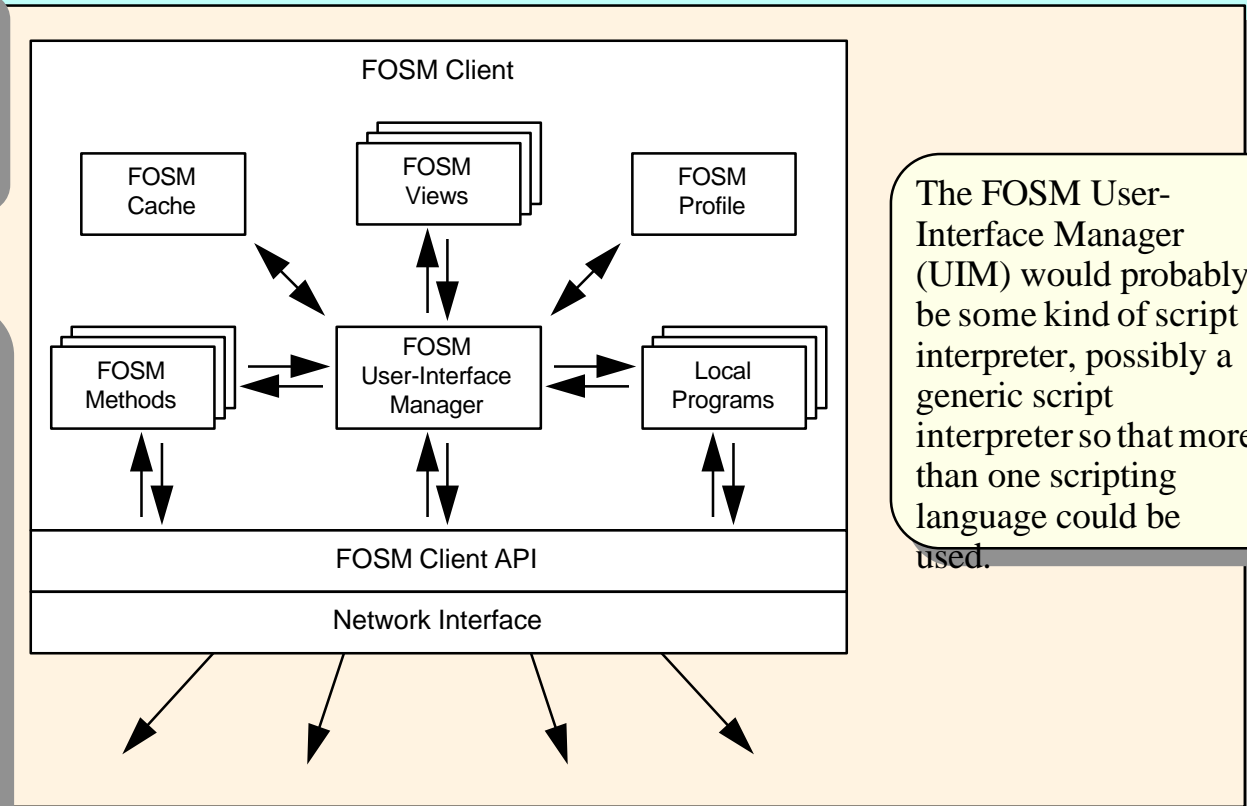 FOSM Client
FOSM
Cache
FOSM
Views
FOSM
Profile
FOSM
Methods
FOSM
User-Interface
Manager
Local
Programs
FOSM Client API
Network Interface
The FOSM User-
Interface Manager
(UIM) would probably
be some kind of script
interpreter, possibly a
generic script
interpreter so that more
than one scripting
language could be
used.